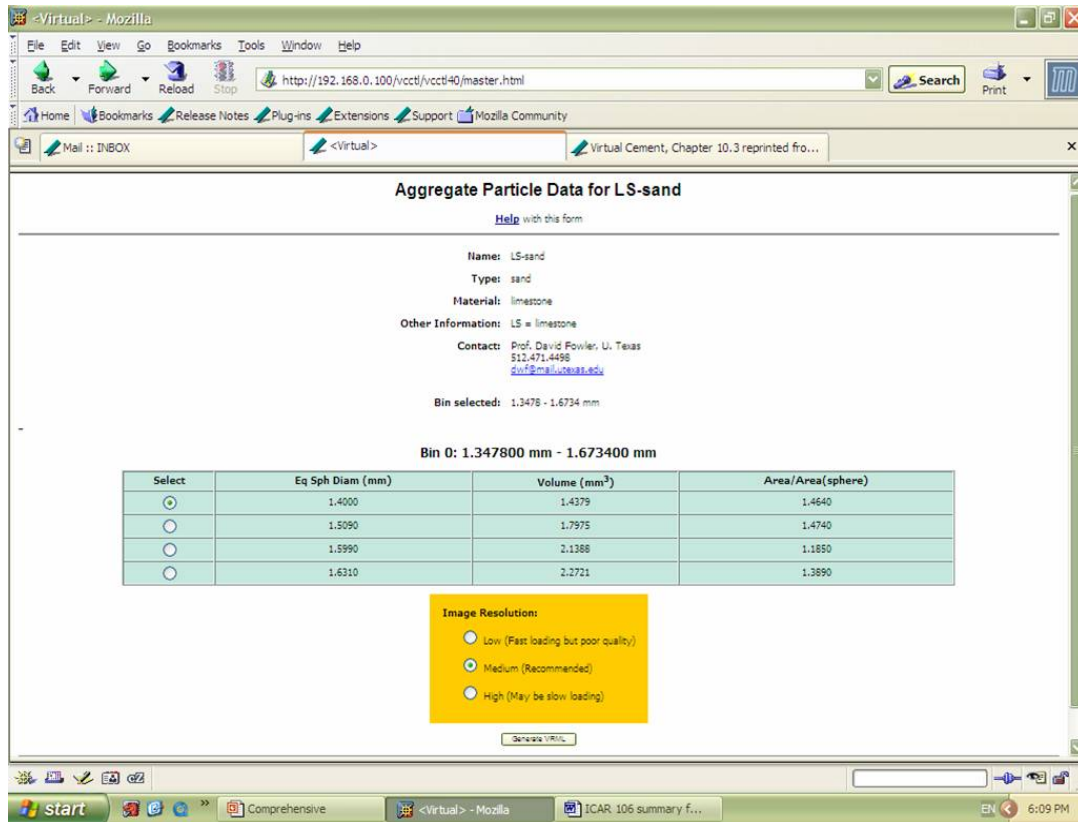 <Virtual> - Mozilla
File Edit View Go Bookmarks Tools Window Help
Back Forward Reload Stop http://192.168.0.100/vcctl/vcctl40/master.html Search Print
Home Bookmarks Release Notes Plug-ins Extensions Support Mozilla Community
Mail :: INBOX <Virtual> Virtual Cement, Chapter 10.3 reprinted fro...
Aggregate Particle Data for LS-sand
Help with this form
Name: LS-sand
Type: sand
Material: limestone
Other Information: LS = limestone
Contact: Prof. David Fowler, U. Texas
512.471.4498
dwf@mail.utexas.edu
Bin selected: 1.3478 - 1.6734 mm
Bin 0: 1.347800 mm - 1.673400 mm
Select Eq Sph Diam (mm) Volume (mm³) Area/Area(sphere)
1.4000 1.4379 1.4640
1.5090 1.7975 1.4740
1.5990 2.1388 1.1850
1.6310 2.2721 1.3890
Image Resolution:
Low (Fast loading but poor quality)
Medium (Recommended)
High (May be slow loading)
Generate VRML
start Comprehensive <Virtual> - Mozilla ICAR 106 summary f... EN 6:09 PM